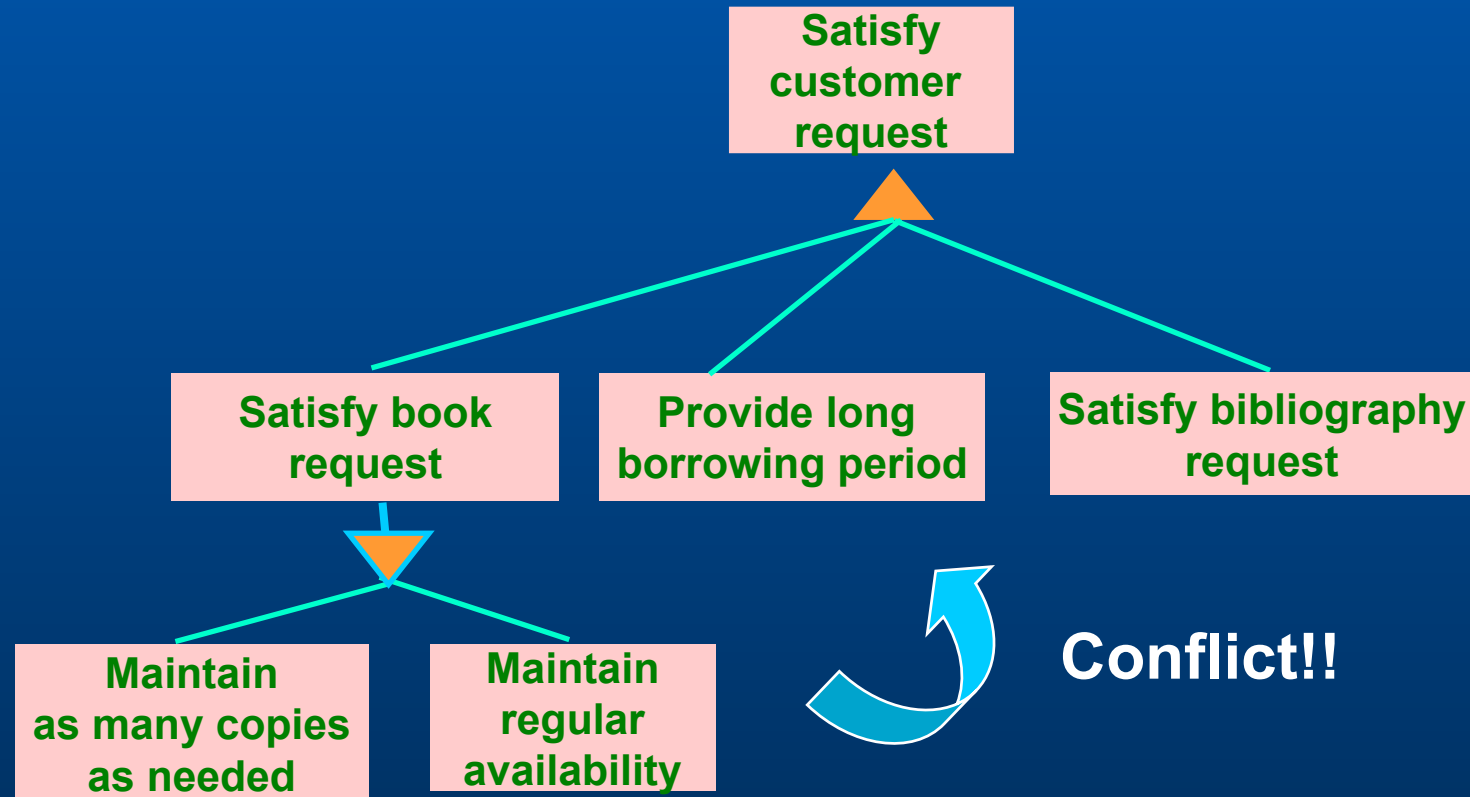 Satisfy
customer
request
Satisfy book
request
Provide long
borrowing period
Satisfy bibliography
request
Maintain
as many copies
as needed
Maintain
regular
availability
Conflict!!